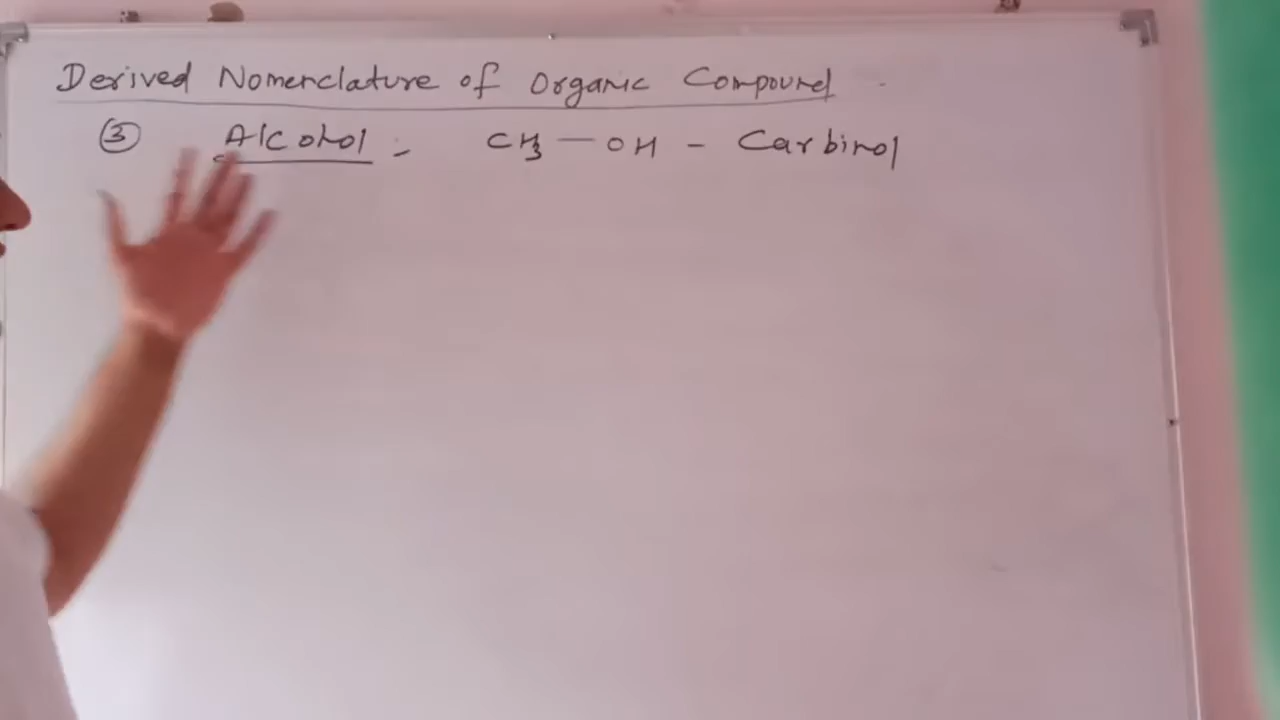 Derived Nomenclature of Organic Compound
③ Alcohol - CH3 — OH - Carbinol